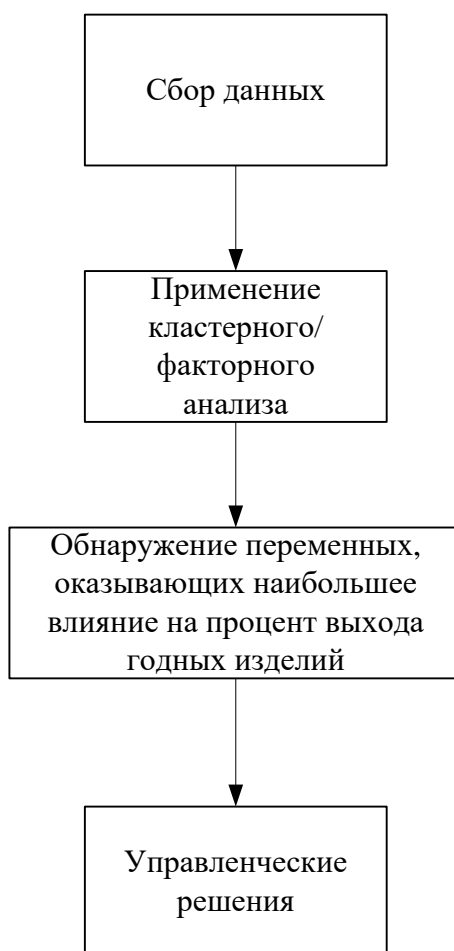 Сбор данных
Применение
кластерного/
факторного
анализа
Обнаружение переменных,
оказывающих наибольшее
влияние на процент выхода
годных изделий
Управленческие
решения